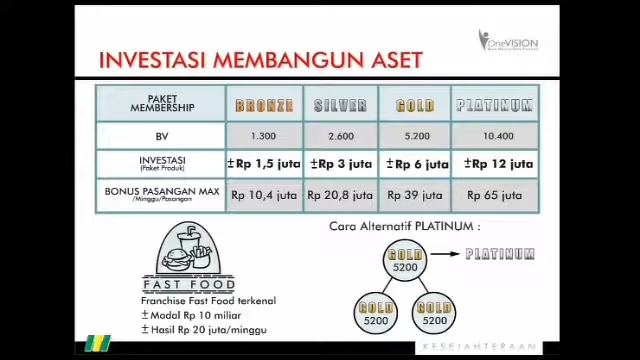 OneVISION
INVESTASI MEMBANGUN ASET
PAKET MEMBERSHIP BRONZE SILVER GOLD PLATINUM
BV 1.300 2.600 5.200 10.400
INVESTASI (Paket Produk) ±Rp 1,5 juta ±Rp 3 juta ±Rp 6 juta ±Rp 12 juta
BONUS PASANGAN MAX /Minggu/Pasangan Rp 10,4 juta Rp 20,8 juta Rp 39 juta Rp 65 juta
Cara Alternatif PLATINUM :
GOLD
5200
PLATINUM
GOLD
5200
GOLD
5200
FAST FOOD
Franchise Fast Food terkenal
± Modal Rp 10 miliar
± Hasil Rp 20 juta/minggu
KESEJAHTERAAN